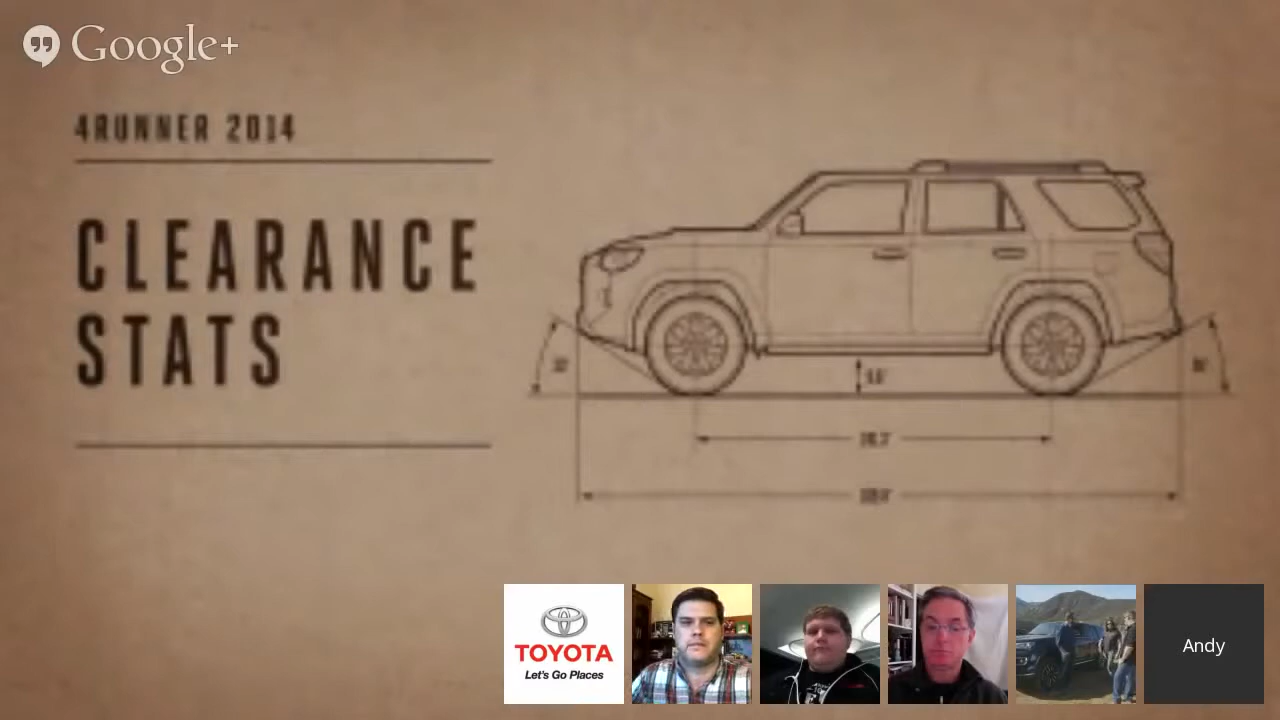 Google+
4RUNNER 2014
CLEARANCE
STATS
TOYOTA
Let's Go Places
Andy